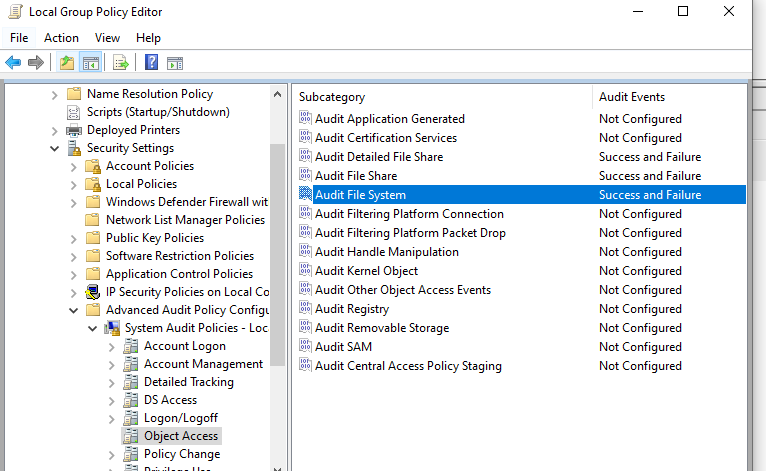 Local Group Policy Editor
File Action View Help
Name Resolution Policy
Scripts (Startup/Shutdown)
Deployed Printers
Security Settings
Account Policies
Local Policies
Windows Defender Firewall wit
Network List Manager Policies
Public Key Policies
Software Restriction Policies
Application Control Policies
IP Security Policies on Local Co
Advanced Audit Policy Configu
System Audit Policies - Loc
Account Logon
Account Management
Detailed Tracking
DS Access
Logon/Logoff
Object Access
Policy Change
Privilege Use
Subcategory Audit Events
Audit Application Generated Not Configured
Audit Certification Services Not Configured
Audit Detailed File Share Success and Failure
Audit File Share Success and Failure
Audit File System Success and Failure
Audit Filtering Platform Connection Not Configured
Audit Filtering Platform Packet Drop Not Configured
Audit Handle Manipulation Not Configured
Audit Kernel Object Not Configured
Audit Other Object Access Events Not Configured
Audit Registry Not Configured
Audit Removable Storage Not Configured
Audit SAM Not Configured
Audit Central Access Policy Staging Not Configured